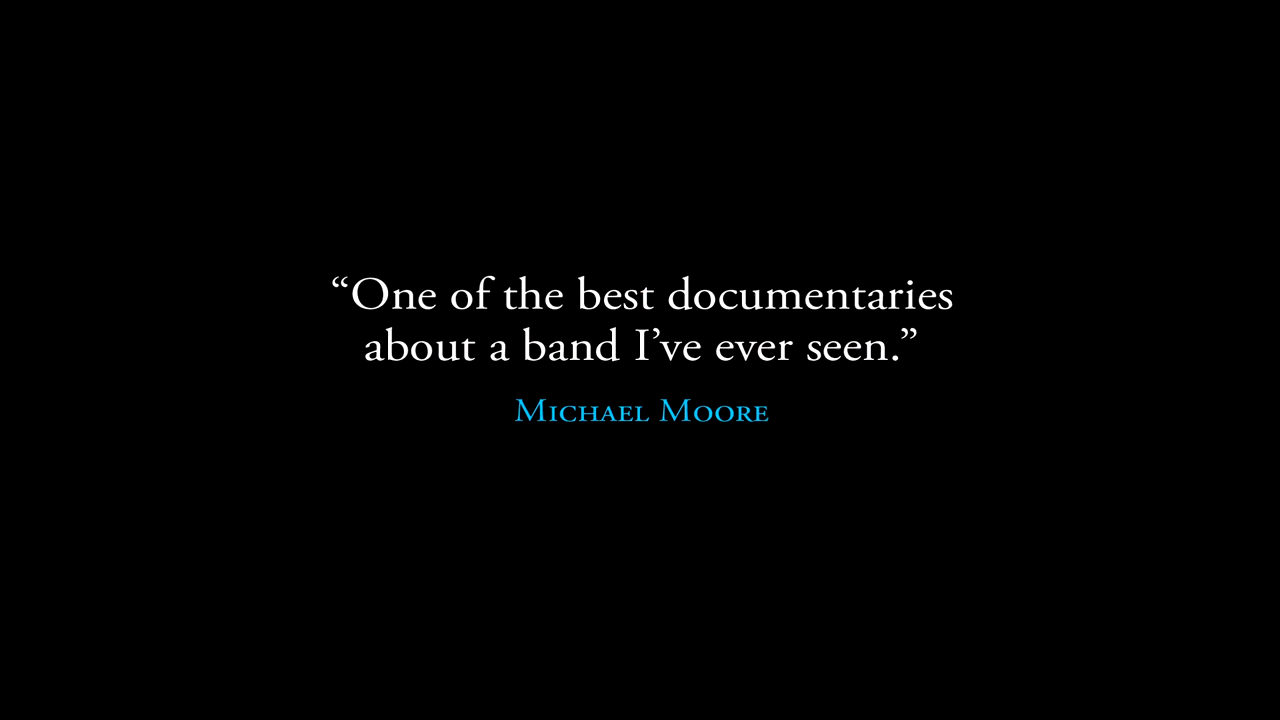 “One of the best documentaries
about a band I’ve ever seen.”
Michael Moore